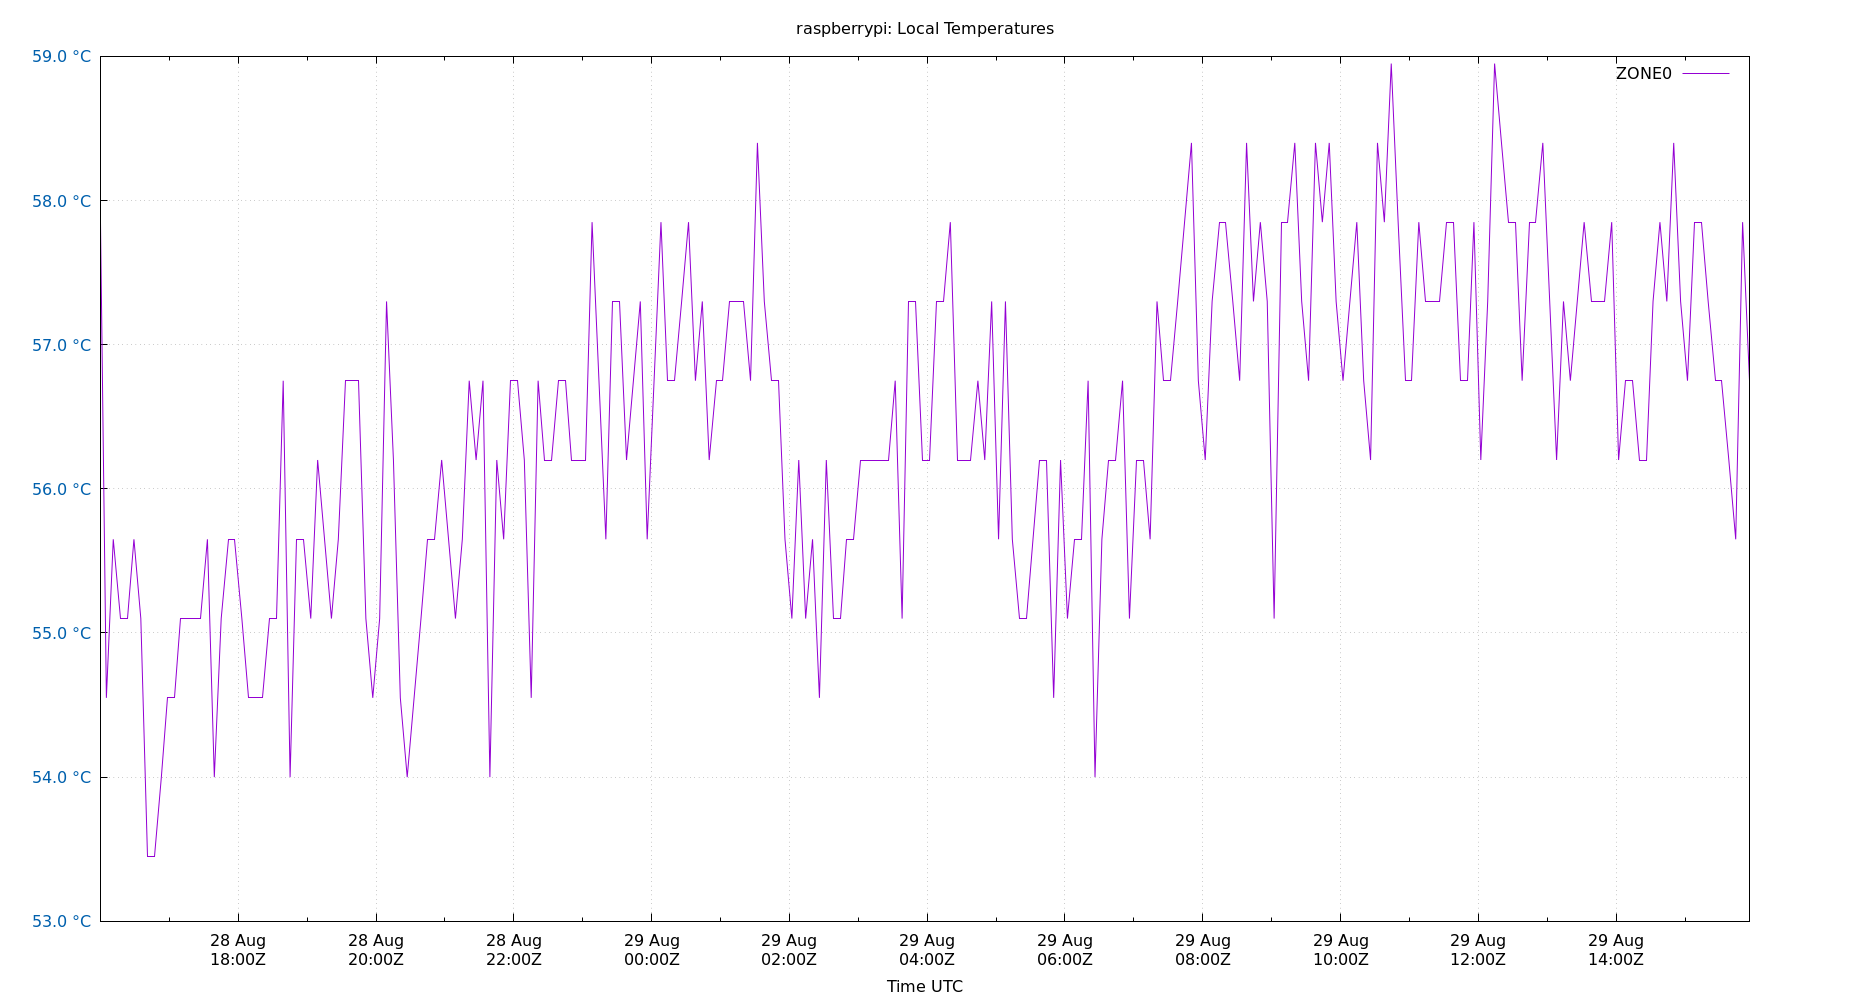 raspberrypi: Local Temperatures
59.0 °C
ZONE0
58.0 °C
57.0 °C
56.0 °C
55.0 °C
54.0 °C
53.0 °C
28 Aug 28 Aug 28 Aug 29 Aug 29 Aug 29 Aug 29 Aug 29 Aug 29 Aug 29 Aug 29 Aug
18:00Z 20:00Z 22:00Z 00:00Z 02:00Z 04:00Z 06:00Z 08:00Z 10:00Z 12:00Z 14:00Z
Time UTC